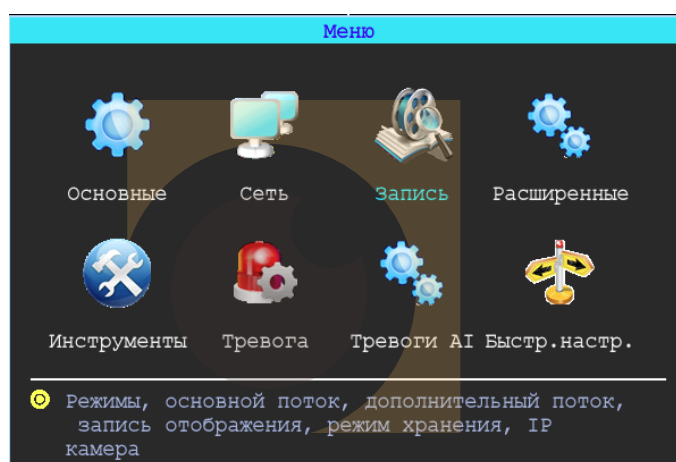 Меню
Основные Сеть Запись Расширенные
Инструменты Тревога Тревоги AI Быстр.настр.
Режимы, основной поток, дополнительный поток,
запись отображения, режим хранения, IP
камера